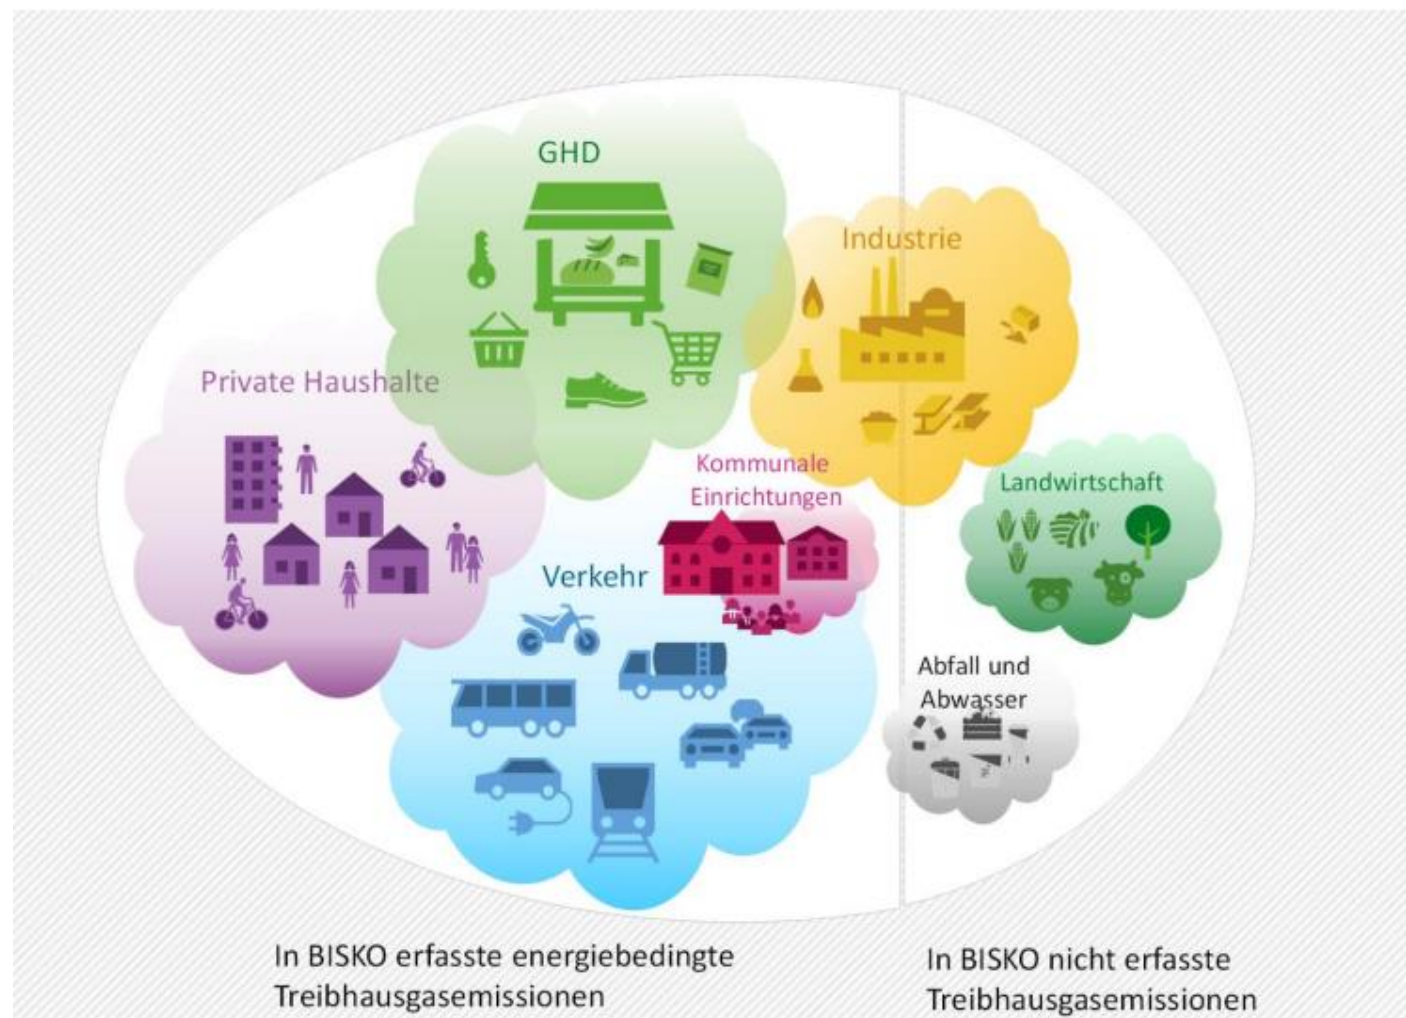 GHD
Industrie
Private Haushalte
Kommunale
Einrichtungen
Landwirtschaft
Verkehr
Abfall und
Abwasser
In BISKO erfasste energiebedingte
Treibhausgasemissionen
In BISKO nicht erfasste
Treibhausgasemissionen